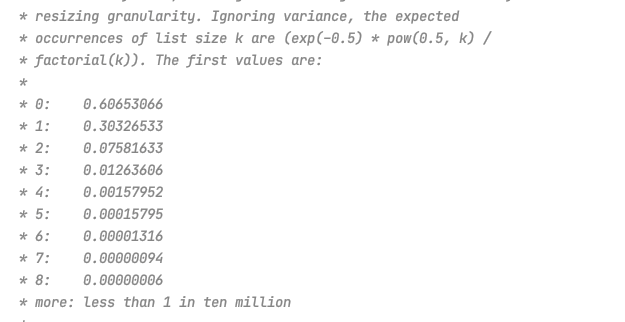 * resizing granularity. Ignoring variance, the expected
* occurrences of list size k are (exp(-0.5) * pow(0.5, k) /
* factorial(k)). The first values are:
*
* 0:    0.60653066
* 1:    0.30326533
* 2:    0.07581633
* 3:    0.01263606
* 4:    0.00157952
* 5:    0.00015795
* 6:    0.00001316
* 7:    0.00000094
* 8:    0.00000006
* more: less than 1 in ten million